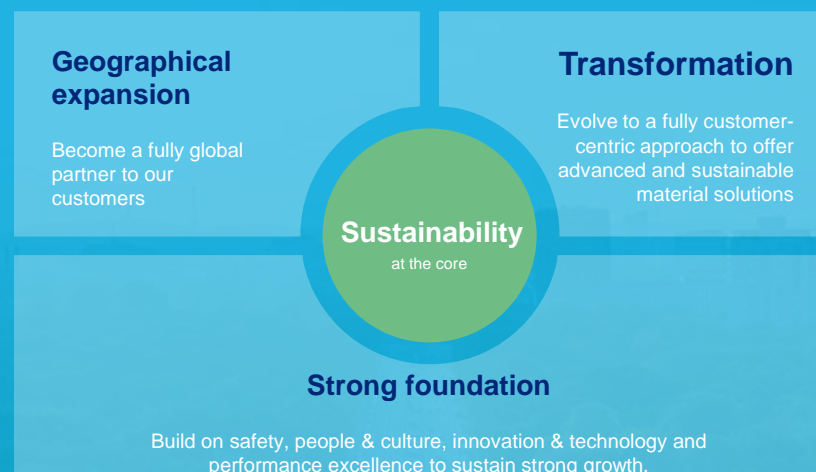 Geographical
expansion
Become a fully global
partner to our
customers
Transformation
Evolve to a fully customer-
centric approach to offer
advanced and sustainable
material solutions
Sustainability
at the core
Strong foundation
Build on safety, people & culture, innovation & technology and
performance excellence to sustain strong growth.